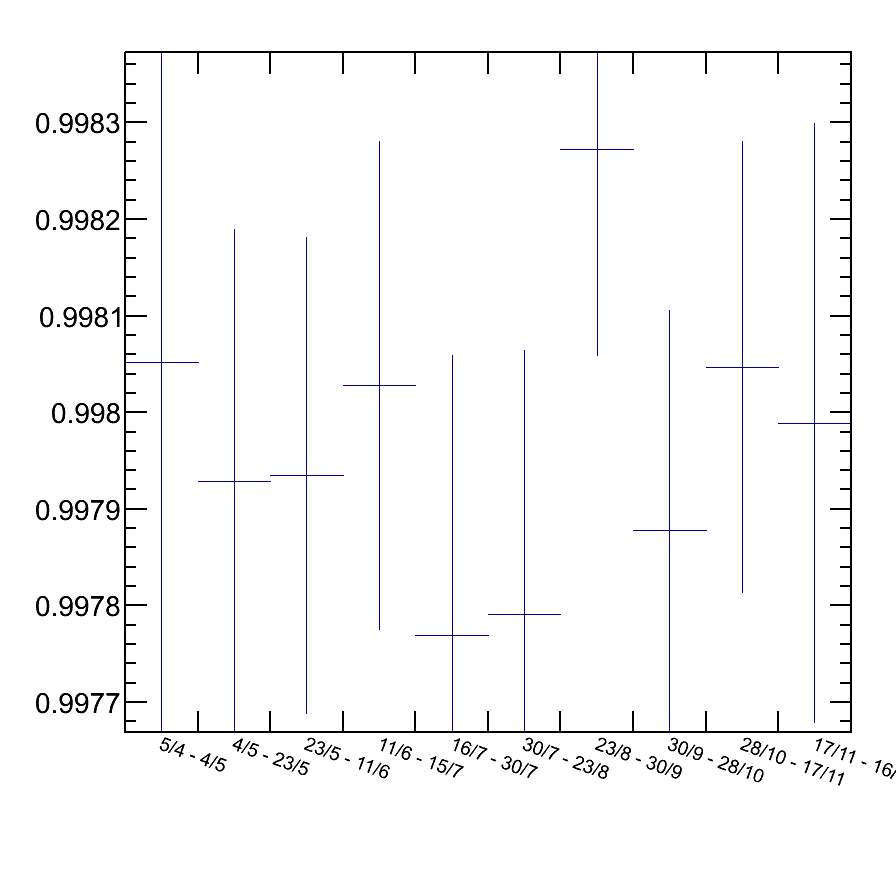 0.9983
0.9982
0.9981
0.998
0.9979
0.9978
0.9977
5/4 - 4/5
4/5 - 23/5
23/5 - 11/6
11/6 - 15/7
16/7 - 30/7
30/7 - 23/8
23/8 - 30/9
30/9 - 28/10
28/10 - 17/11
17/11 - 16/